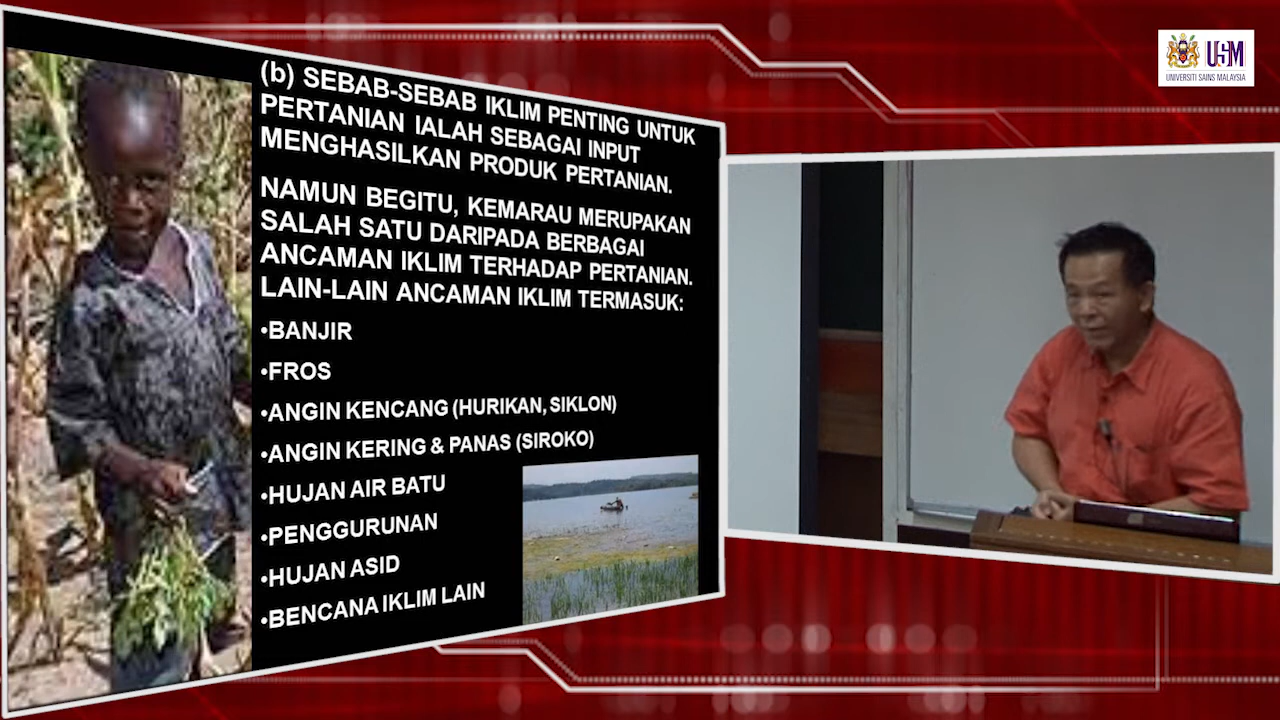 (b) SEBAB-SEBAB IKLIM PENTING UNTUK
PERTANIAN IALAH SEBAGAI INPUT
MENGHASILKAN PRODUK PERTANIAN.
NAMUN BEGITU, KEMARAU MERUPAKAN
SALAH SATU DARIPADA BERBAGAI
ANCAMAN IKLIM TERHADAP PERTANIAN.
LAIN-LAIN ANCAMAN IKLIM TERMASUK:
•BANJIR
•FROS
•ANGIN KENCANG (HURIKAN, SIKLON)
•ANGIN KERING & PANAS (SIROKO)
•HUJAN AIR BATU
•PENGGURUNAN
•HUJAN ASID
•BENCANA IKLIM LAIN
USM
UNIVERSITI SAINS MALAYSIA